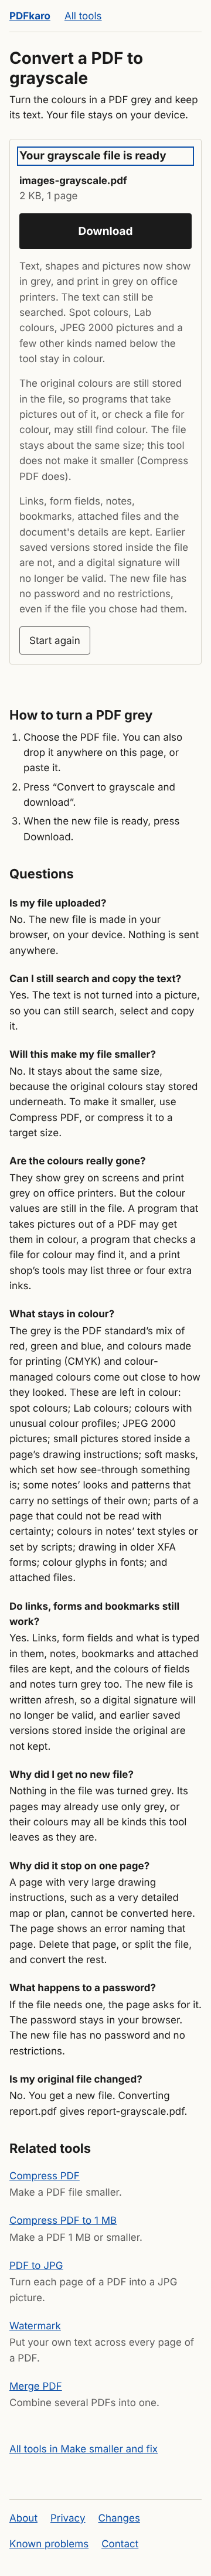 PDFkaro All tools
Convert a PDF to
grayscale
Turn the colours in a PDF grey and keep
its text. Your file stays on your device.
Your grayscale file is ready
images-grayscale.pdf
2 KB, 1 page
Download
Text, shapes and pictures now show
in grey, and print in grey on office
printers. The text can still be
searched. Spot colours, Lab
colours, JPEG 2000 pictures and a
few other kinds named below the
tool stay in colour.
The original colours are still stored
in the file, so programs that take
pictures out of it, or check a file for
colour, may still find colour. The file
stays about the same size; this tool
does not make it smaller (Compress
PDF does).
Links, form fields, notes,
bookmarks, attached files and the
document's details are kept. Earlier
saved versions stored inside the file
are not, and a digital signature will
no longer be valid. The new file has
no password and no restrictions,
even if the file you chose had them.
Start again
How to turn a PDF grey
1. Choose the PDF file. You can also
drop it anywhere on this page, or
paste it.
2. Press “Convert to grayscale and
download”.
3. When the new file is ready, press
Download.
Questions
Is my file uploaded?
No. The new file is made in your
browser, on your device. Nothing is sent
anywhere.
Can I still search and copy the text?
Yes. The text is not turned into a picture,
so you can still search, select and copy
it.
Will this make my file smaller?
No. It stays about the same size,
because the original colours stay stored
underneath. To make it smaller, use
Compress PDF, or compress it to a
target size.
Are the colours really gone?
They show grey on screens and print
grey on office printers. But the colour
values are still in the file. A program that
takes pictures out of a PDF may get
them in colour, a program that checks a
file for colour may find it, and a print
shop’s tools may list three or four extra
inks.
What stays in colour?
The grey is the PDF standard’s mix of
red, green and blue, and colours made
for printing (CMYK) and colour-
managed colours come out close to how
they looked. These are left in colour:
spot colours; Lab colours; colours with
unusual colour profiles; JPEG 2000
pictures; small pictures stored inside a
page’s drawing instructions; soft masks,
which set how see-through something
is; some notes’ looks and patterns that
carry no settings of their own; parts of a
page that could not be read with
certainty; colours in notes’ text styles or
set by scripts; drawing in older XFA
forms; colour glyphs in fonts; and
attached files.
Do links, forms and bookmarks still
work?
Yes. Links, form fields and what is typed
in them, notes, bookmarks and attached
files are kept, and the colours of fields
and notes turn grey too. The new file is
written afresh, so a digital signature will
no longer be valid, and earlier saved
versions stored inside the original are
not kept.
Why did I get no new file?
Nothing in the file was turned grey. Its
pages may already use only grey, or
their colours may all be kinds this tool
leaves as they are.
Why did it stop on one page?
A page with very large drawing
instructions, such as a very detailed
map or plan, cannot be converted here.
The page shows an error naming that
page. Delete that page, or split the file,
and convert the rest.
What happens to a password?
If the file needs one, the page asks for it.
The password stays in your browser.
The new file has no password and no
restrictions.
Is my original file changed?
No. You get a new file. Converting
report.pdf gives report-grayscale.pdf.
Related tools
Compress PDF
Make a PDF file smaller.
Compress PDF to 1 MB
Make a PDF 1 MB or smaller.
PDF to JPG
Turn each page of a PDF into a JPG
picture.
Watermark
Put your own text across every page of
a PDF.
Merge PDF
Combine several PDFs into one.
All tools in Make smaller and fix
About Privacy Changes
Known problems Contact